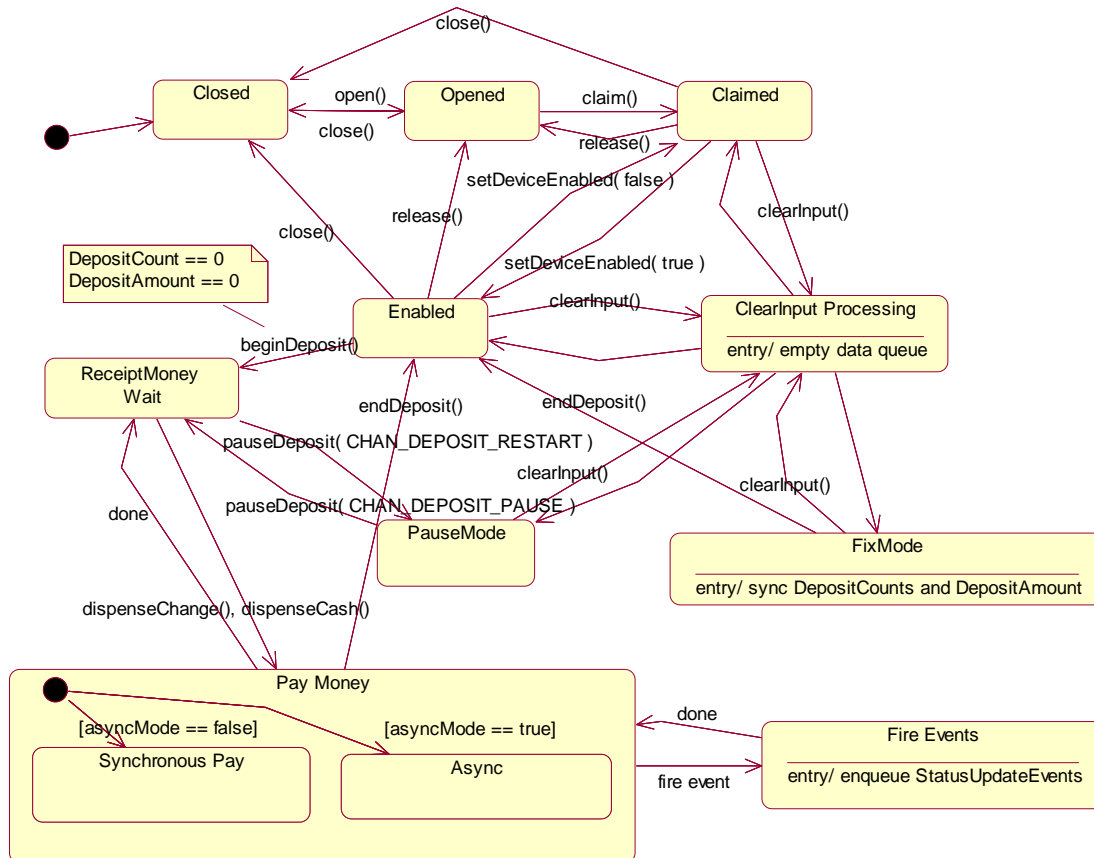 close()
Closed
open()
Opened
claim()
Claimed
close()
release()
setDeviceEnabled( false )
clearInput()
release()
close()
DepositCount == 0
DepositAmount == 0
setDeviceEnabled( true )
Enabled
clearInput()
ClearInput Processing
entry/ empty data queue
beginDeposit()
ReceiptMoney
Wait
endDeposit()
endDeposit()
pauseDeposit( CHAN_DEPOSIT_RESTART )
clearInput()
clearInput()
done
pauseDeposit( CHAN_DEPOSIT_PAUSE )
PauseMode
FixMode
entry/ sync DepositCounts and DepositAmount
dispenseChange(), dispenseCash()
Pay Money
[asyncMode == false]
[asyncMode == true]
done
Fire Events
Synchronous Pay
Async
fire event
entry/ enqueue StatusUpdateEvents